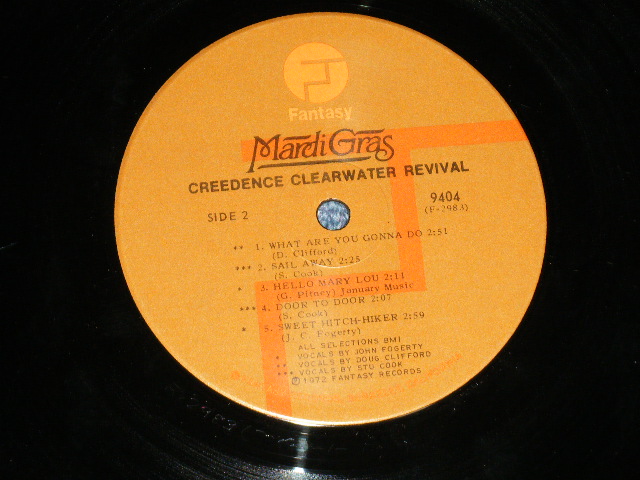 Fantasy
Mardi Gras
CREEDENCE CLEARWATER REVIVAL
SIDE 2
9404
(F-2983)
** 1. WHAT ARE YOU GONNA DO 2:51
(D. Clifford)
*** 2. SAIL AWAY 2:25
(S. Cook)
* 3. HELLO MARY LOU 2:11
(G. Pitney) January Music
*** 4. DOOR TO DOOR 2:07
(S. Cook)
* 5. SWEET HITCH-HIKER 2:59
(J. C. Fogerty)
ALL SELECTIONS BMI
* VOCALS BY JOHN FOGERTY
** VOCALS BY DOUG CLIFFORD
*** VOCALS BY STU COOK
℗ 1972 FANTASY RECORDS